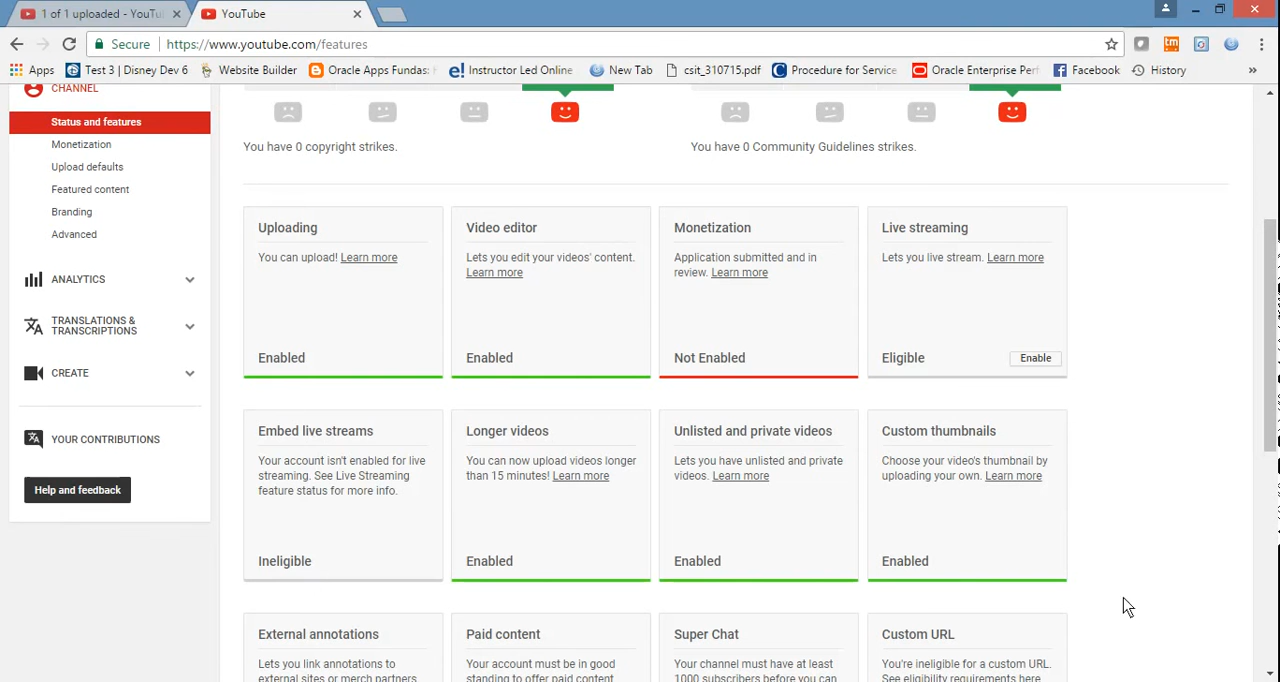 1 of 1 uploaded - YouTu
YouTube
Secure
https://www.youtube.com/features
Apps
Test 3 | Disney Dev 6
Website Builder
Oracle Apps Fundas:
Instructor Led Online
New Tab
csit_310715.pdf
Procedure for Service
Oracle Enterprise Perf
Facebook
History
CHANNEL
Status and features
Monetization
Upload defaults
Featured content
Branding
Advanced
ANALYTICS
TRANSLATIONS &
TRANSCRIPTIONS
CREATE
YOUR CONTRIBUTIONS
Help and feedback
You have 0 copyright strikes.
You have 0 Community Guidelines strikes.
Uploading
You can upload! Learn more
Enabled
Video editor
Lets you edit your videos' content.
Learn more
Enabled
Monetization
Application submitted and in
review. Learn more
Not Enabled
Live streaming
Lets you live stream. Learn more
Eligible
Enable
Embed live streams
Your account isn't enabled for live
streaming. See Live Streaming
feature status for more info.
Ineligible
Longer videos
You can now upload videos longer
than 15 minutes! Learn more
Enabled
Unlisted and private videos
Lets you have unlisted and private
videos. Learn more
Enabled
Custom thumbnails
Choose your video's thumbnail by
uploading your own. Learn more
Enabled
External annotations
Lets you link annotations to
external sites or merch partners
Paid content
Your account must be in good
standing to offer paid content
Super Chat
Your channel must have at least
1000 subscribers before you can
Custom URL
You're ineligible for a custom URL.
See eligibility requirements here